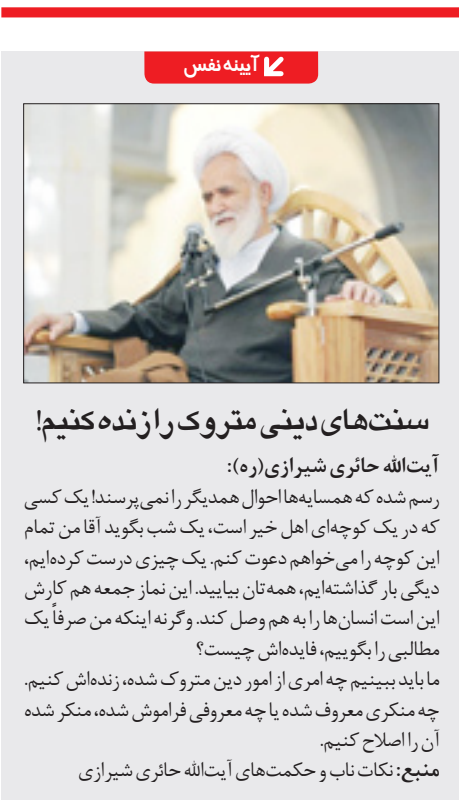 آیینه نفس
سنت‌های دینی متروک را زنده کنیم!
آیت‌الله حائری شیرازی(ره):
رسم شده که همسایه‌ها احوال همدیگر را نمی‌پرسند! یک کسی
که در یک کوچه‌ای اهل خیر است، یک شب بگوید آقا من تمام
این کوچه را می‌خواهم دعوت کنم. یک چیزی درست کرده‌ایم،
دیگی بار گذاشته‌ایم، همه‌تان بیایید. این نماز جمعه هم کارش
این است انسان‌ها را به هم وصل کند. وگرنه اینکه من صرفاً یک
مطالبی را بگوییم، فایده‌اش چیست؟
ما باید ببینیم چه امری از امور دین متروک شده، زنده‌اش کنیم.
چه منکری معروف شده یا چه معروفی فراموش شده، منکر شده
آن را اصلاح کنیم.
منبع: نکات ناب و حکمت‌های آیت‌الله حائری شیرازی